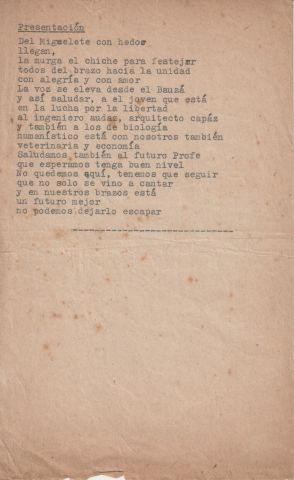 Presentación
Del Miguelete con hedor
llegan,
la murga el chiche para festejar
todos del brazo hacia la unidad
con alegría y con amor
La voz se eleva desde el Bauzá
y así saludar, a el joven que está
en la lucha por la libertad
al ingeniero audaz, arquitecto capáz
y también a los de biología
humanístico está con nosotros también
veterinaria y economía
Saludamos también al futuro Profe
que esperamos tenga buen nivel
No quedemos aquí, tenemos que seguir
que no solo se vino a cantar
y en nuestros brazos está
un futuro mejor
no podemos dejarlo escapar